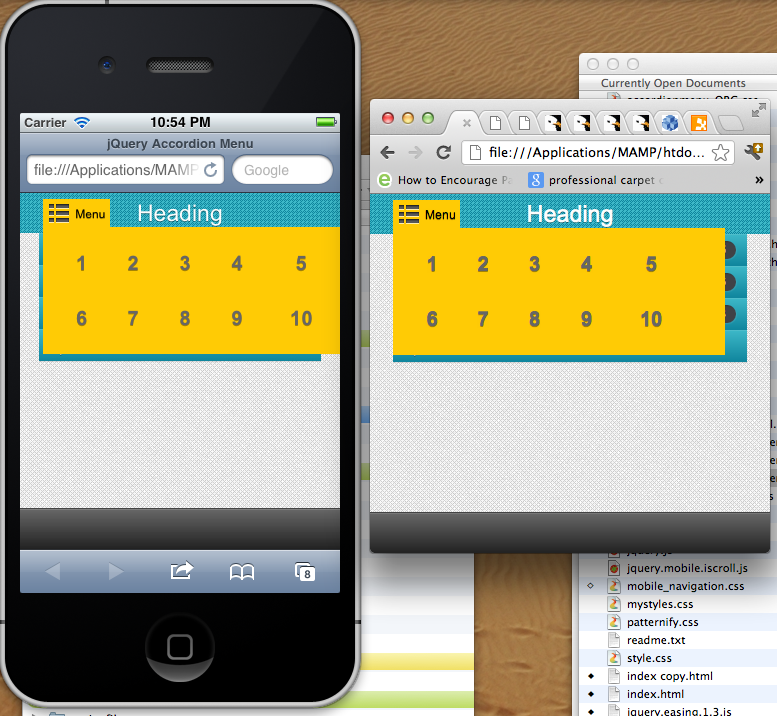 Carrier
10:54 PM
jQuery Accordion Menu
file:///Applications/MAMP
Google
Menu
Heading
1 2 3 4 5
6 7 8 9 10
8
file:///Applications/MAMP/htdo...
How to Encourage
professional carpet
»
Menu
Heading
1 2 3 4 5
6 7 8 9 10
Currently Open Documents
jquery.mobile.iscroll.js
mobile_navigation.css
mystyles.css
patternify.css
readme.txt
style.css
index copy.html
index.html
jquery.easing.1.3.js